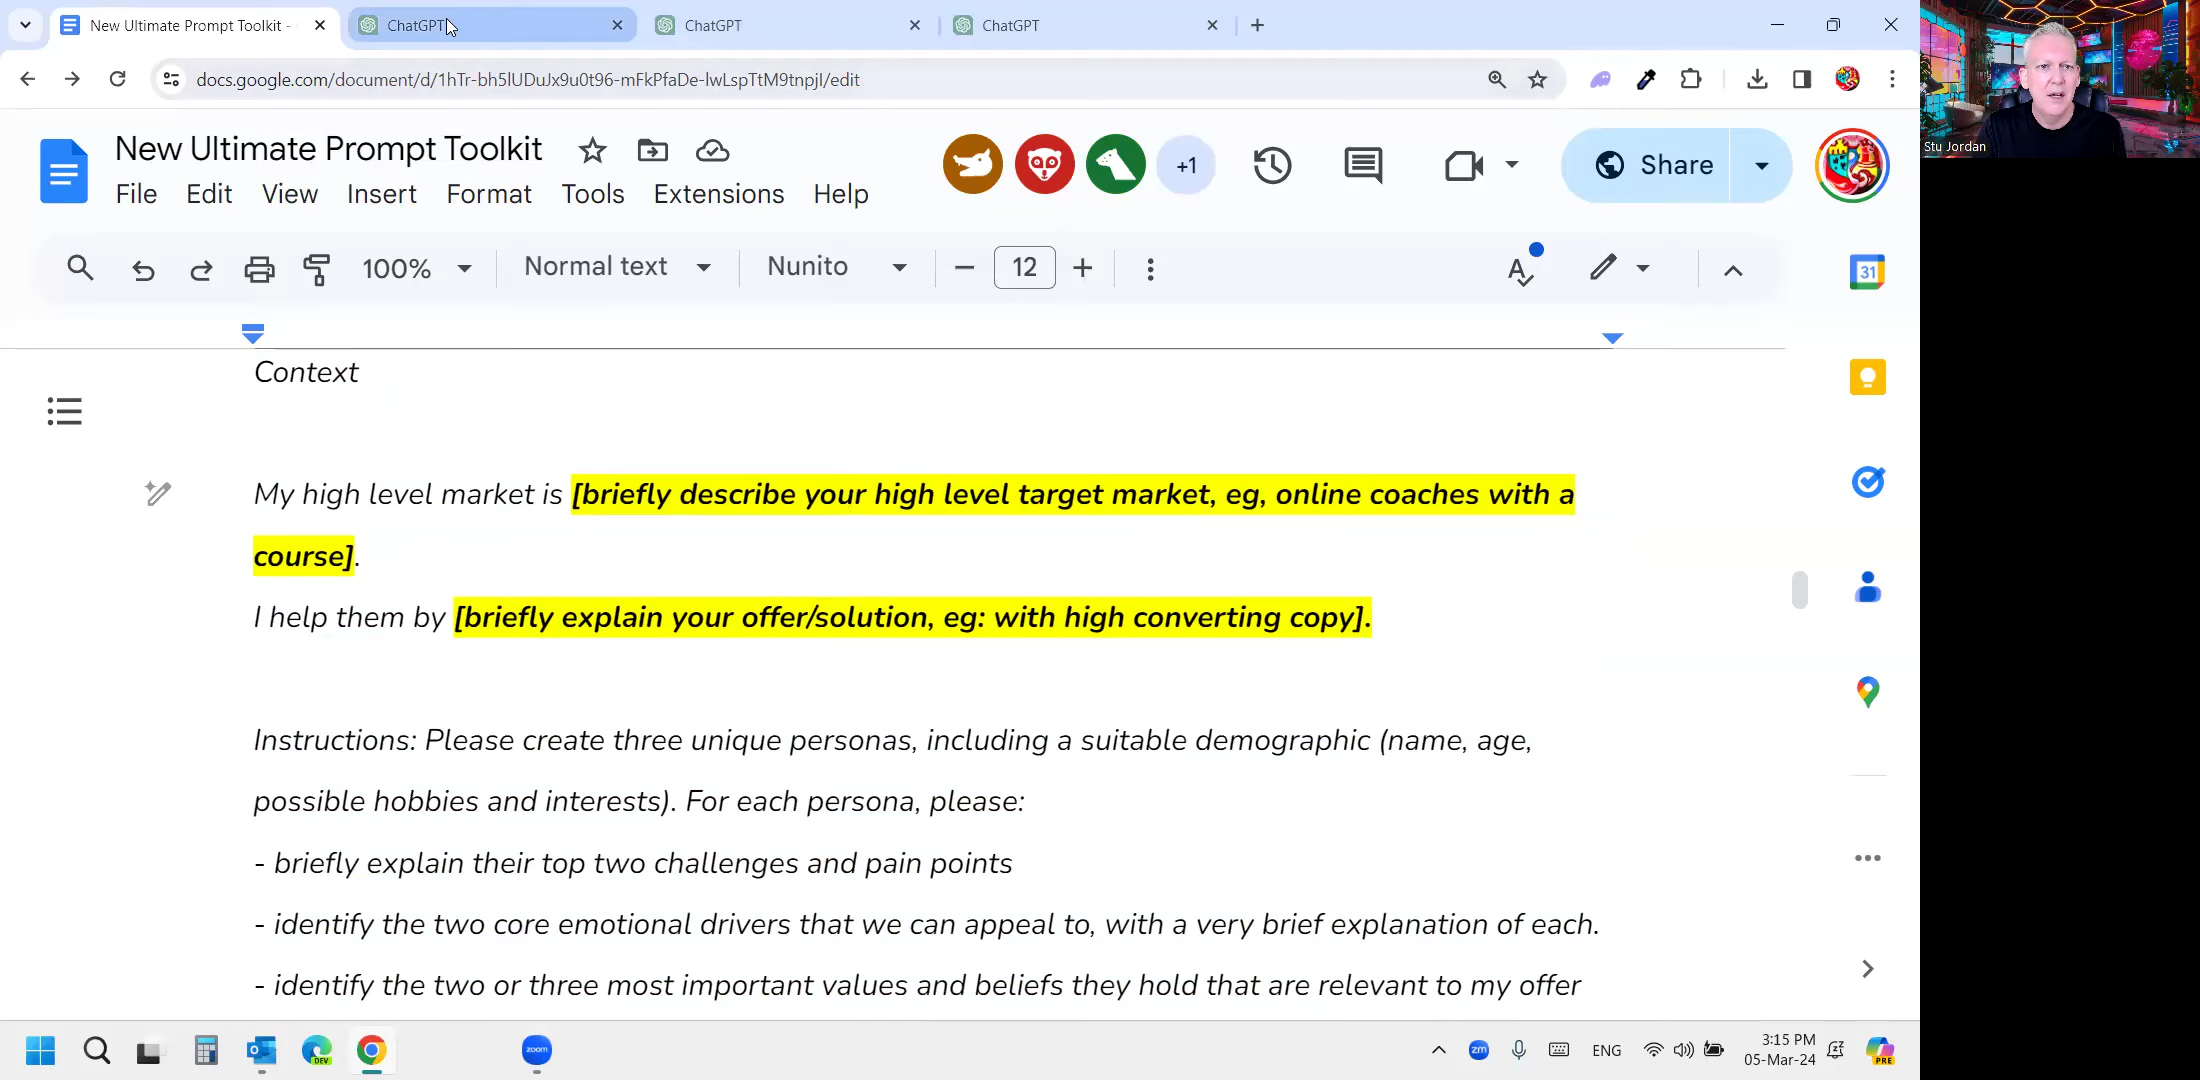 New Ultimate Prompt Toolkit -
ChatGPT
ChatGPT
ChatGPT
docs.google.com/document/d/1hTr-bh5lUDuJx9u0t96-mFkPfaDe-lwLspTtM9tnpjI/edit
Stu Jordan
New Ultimate Prompt Toolkit
+1
Share
File Edit View Insert Format Tools Extensions Help
100% Normal text Nunito 12
31
Context
My high level market is [briefly describe your high level target market, eg, online coaches with a
course].
I help them by [briefly explain your offer/solution, eg: with high converting copy].
Instructions: Please create three unique personas, including a suitable demographic (name, age,
possible hobbies and interests). For each persona, please:
- briefly explain their top two challenges and pain points
- identify the two core emotional drivers that we can appeal to, with a very brief explanation of each.
- identify the two or three most important values and beliefs they hold that are relevant to my offer
DEV
zoom
zm
ENG
3:15 PM
05-Mar-24
PRE